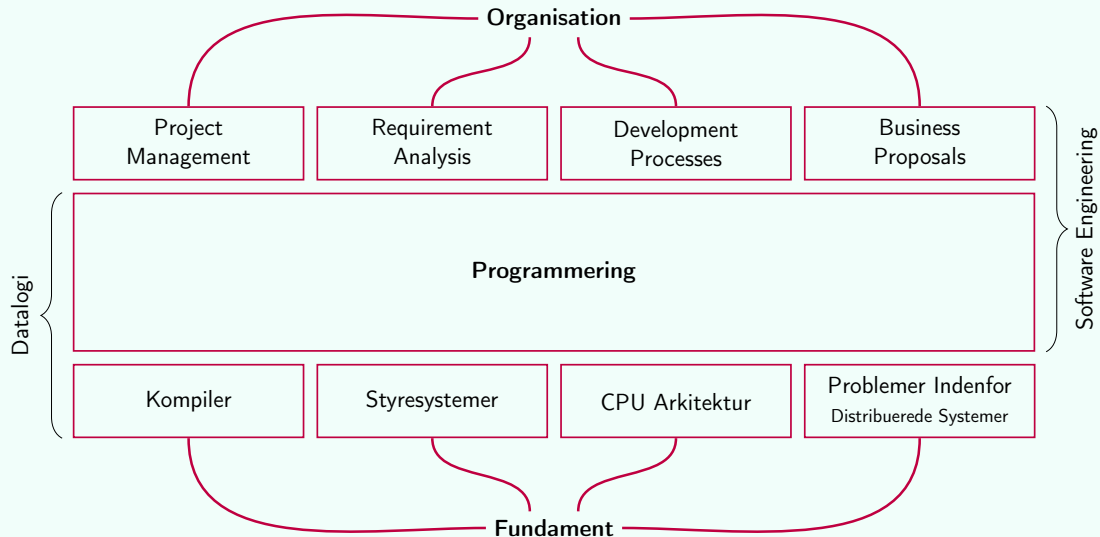 Organisation
Project
Management
Requirement
Analysis
Development
Processes
Business
Proposals
Software Engineering
Programmering
Datalogi
Kompiler
Styresystemer
CPU Arkitektur
Problemer Indenfor
Distribuerede Systemer
Fundament